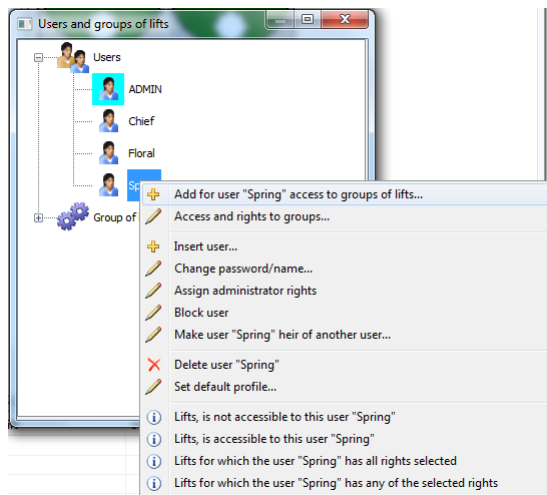 Users and groups of lifts
Users
ADMIN
Chief
Floral
Sp
Group of
Add for user "Spring" access to groups of lifts...
Access and rights to groups...
Insert user...
Change password/name...
Assign administrator rights
Block user
Make user "Spring" heir of another user...
Delete user "Spring"
Set default profile...
Lifts, is not accessible to this user "Spring"
Lifts, is accessible to this user "Spring"
Lifts for which the user "Spring" has all rights selected
Lifts for which the user "Spring" has any of the selected rights